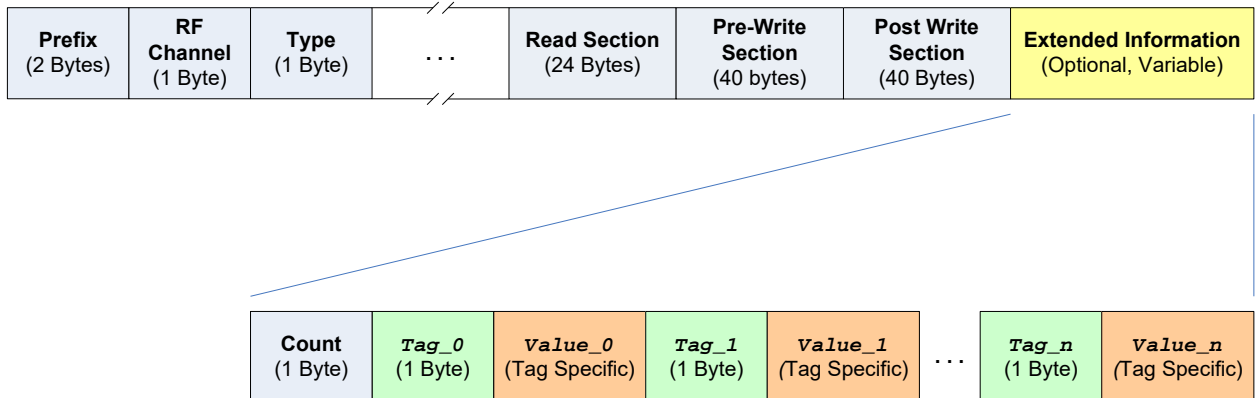 Prefix
(2 Bytes)
RF
Channel
(1 Byte)
Type
(1 Byte)
...
Read Section
(24 Bytes)
Pre-Write
Section
(40 bytes)
Post Write
Section
(40 Bytes)
Extended Information
(Optional, Variable)
Count
(1 Byte)
Tag_0
(1 Byte)
Value_0
(Tag Specific)
Tag_1
(1 Byte)
Value_1
(Tag Specific)
...
Tag_n
(1 Byte)
Value_n
(Tag Specific)